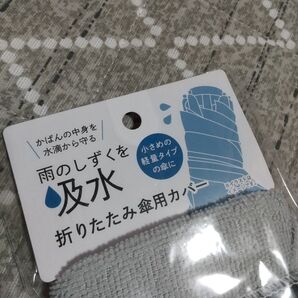 かばんの中身を
水滴から守る
雨のしずくを
吸水
折りたたみ傘用カバー
小さめの
軽量タイプ
の傘に